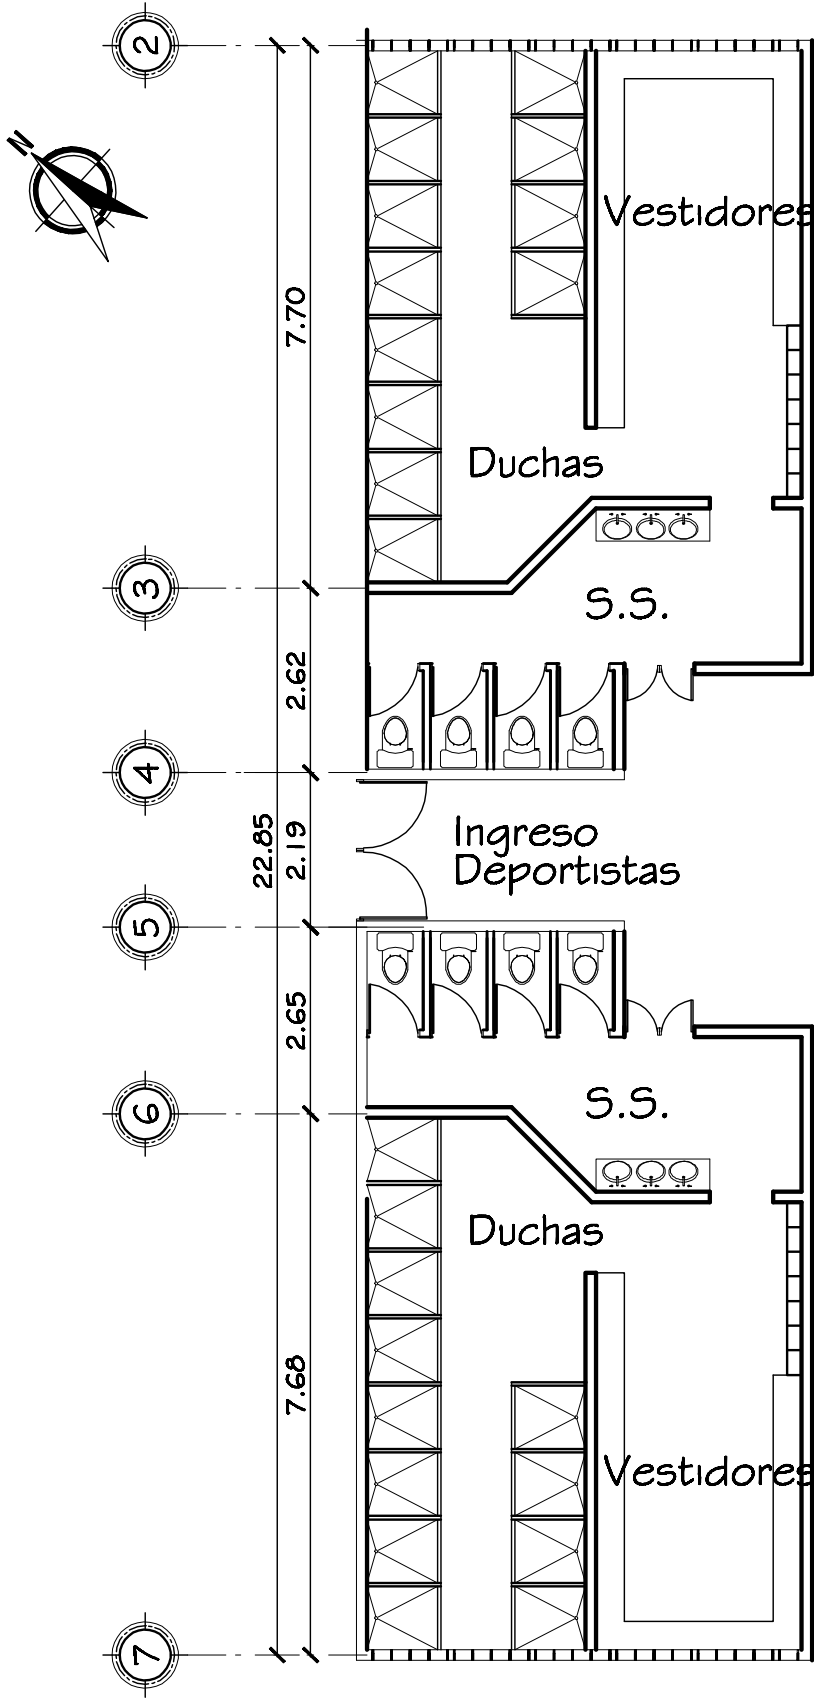 2
N
Vestidores
7.70
Duchas
3
S.S.
2.62
4
22.85
2.19
Ingreso
Deportistas
5
2.65
6
S.S.
Duchas
7.68
Vestidores
7